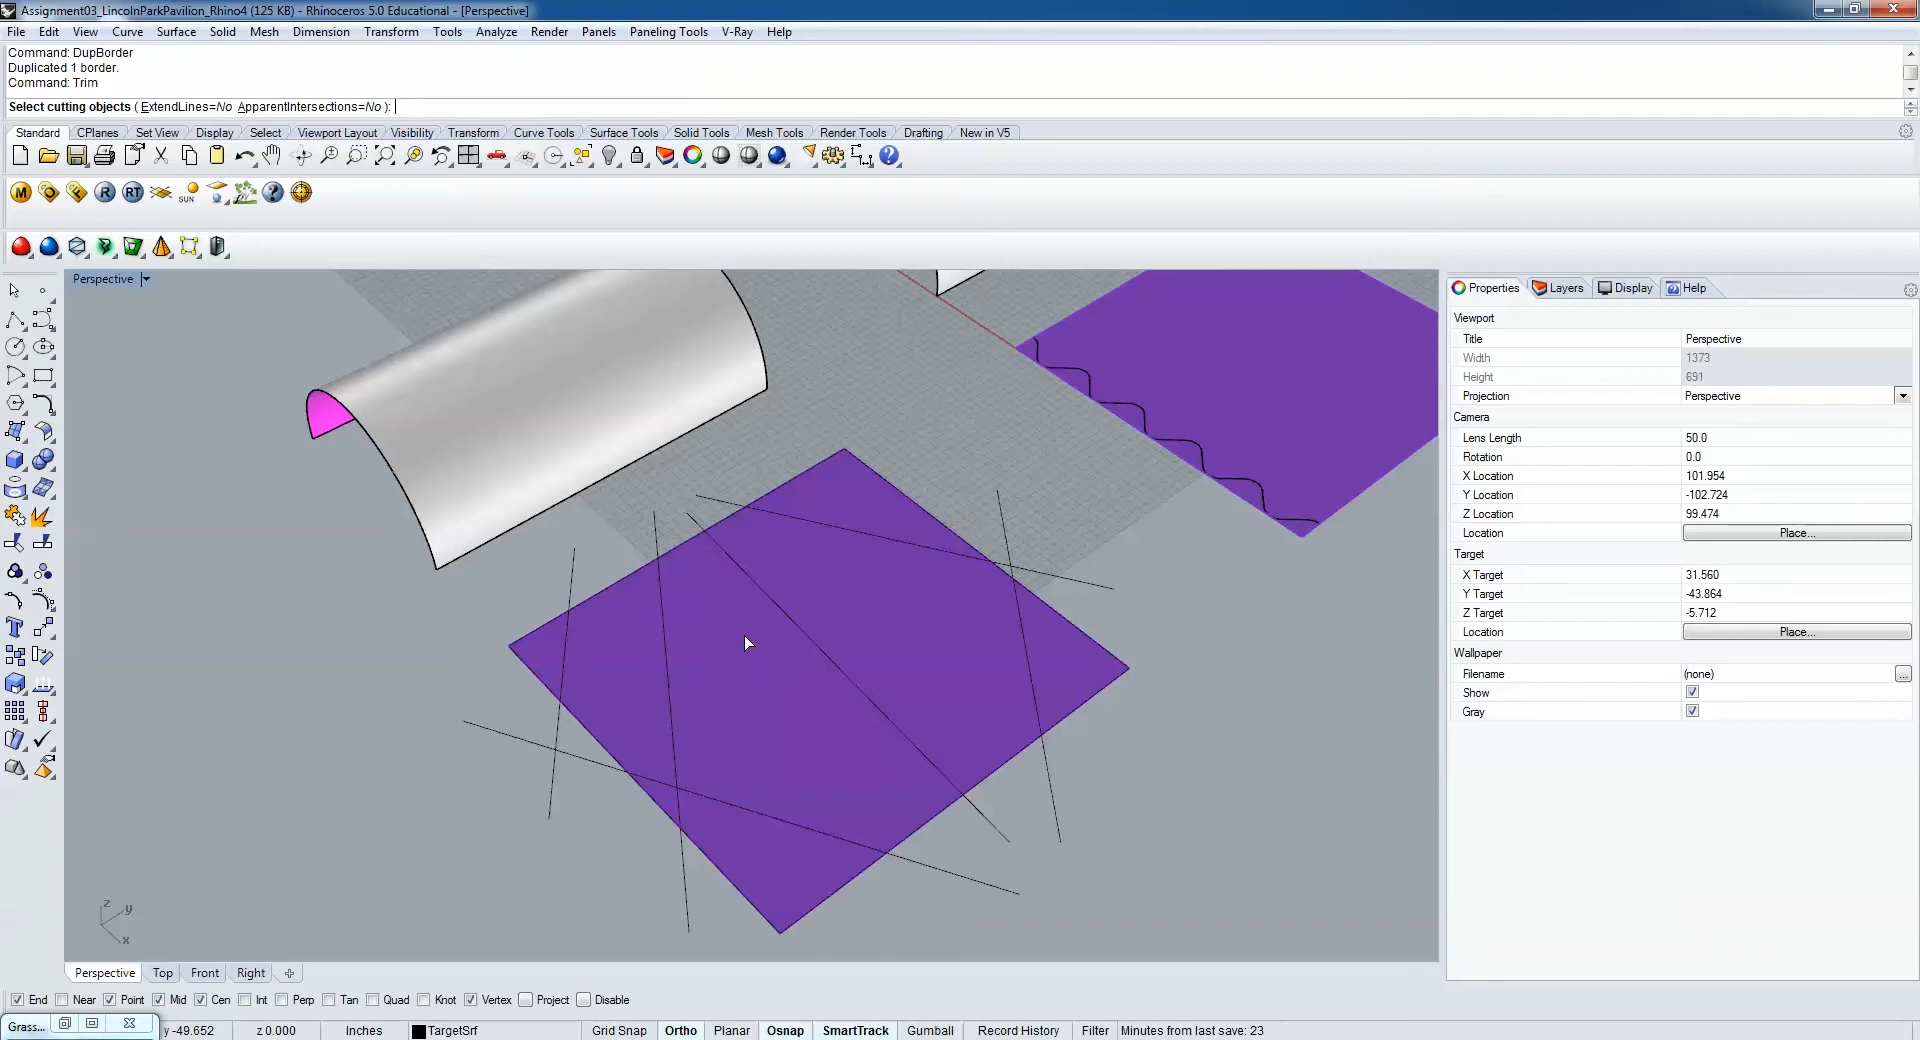 Assignment03_LincolnParkPavilion_Rhino4 (125 KB) - Rhinoceros 5.0 Educational - [Perspective]
File Edit View Curve Surface Solid Mesh Dimension Transform Tools Analyze Render Panels Paneling Tools V-Ray Help
Command: DupBorder
Duplicated 1 border.
Command: Trim
Select cutting objects ( ExtendLines=No ApparentIntersections=No ):
Standard CPlanes Set View Display Select Viewport Layout Visibility Transform Curve Tools Surface Tools Solid Tools Mesh Tools Render Tools Drafting New in V5
M O F R RT SUN
Perspective
Properties Layers Display Help
Viewport
Title Perspective
Width 1373
Height 691
Projection Perspective
Camera
Lens Length 50.0
Rotation 0.0
X Location 101.954
Y Location -102.724
Z Location 99.474
Location Place...
Target
X Target 31.560
Y Target -43.864
Z Target -5.712
Location Place...
Wallpaper
Filename (none) ...
Show
Gray
z y x
Perspective Top Front Right
End Near Point Mid Cen Int Perp Tan Quad Knot Vertex Project Disable
Grass... y -49.652 z 0.000 Inches TargetSrf Grid Snap Ortho Planar Osnap SmartTrack Gumball Record History Filter Minutes from last save: 23